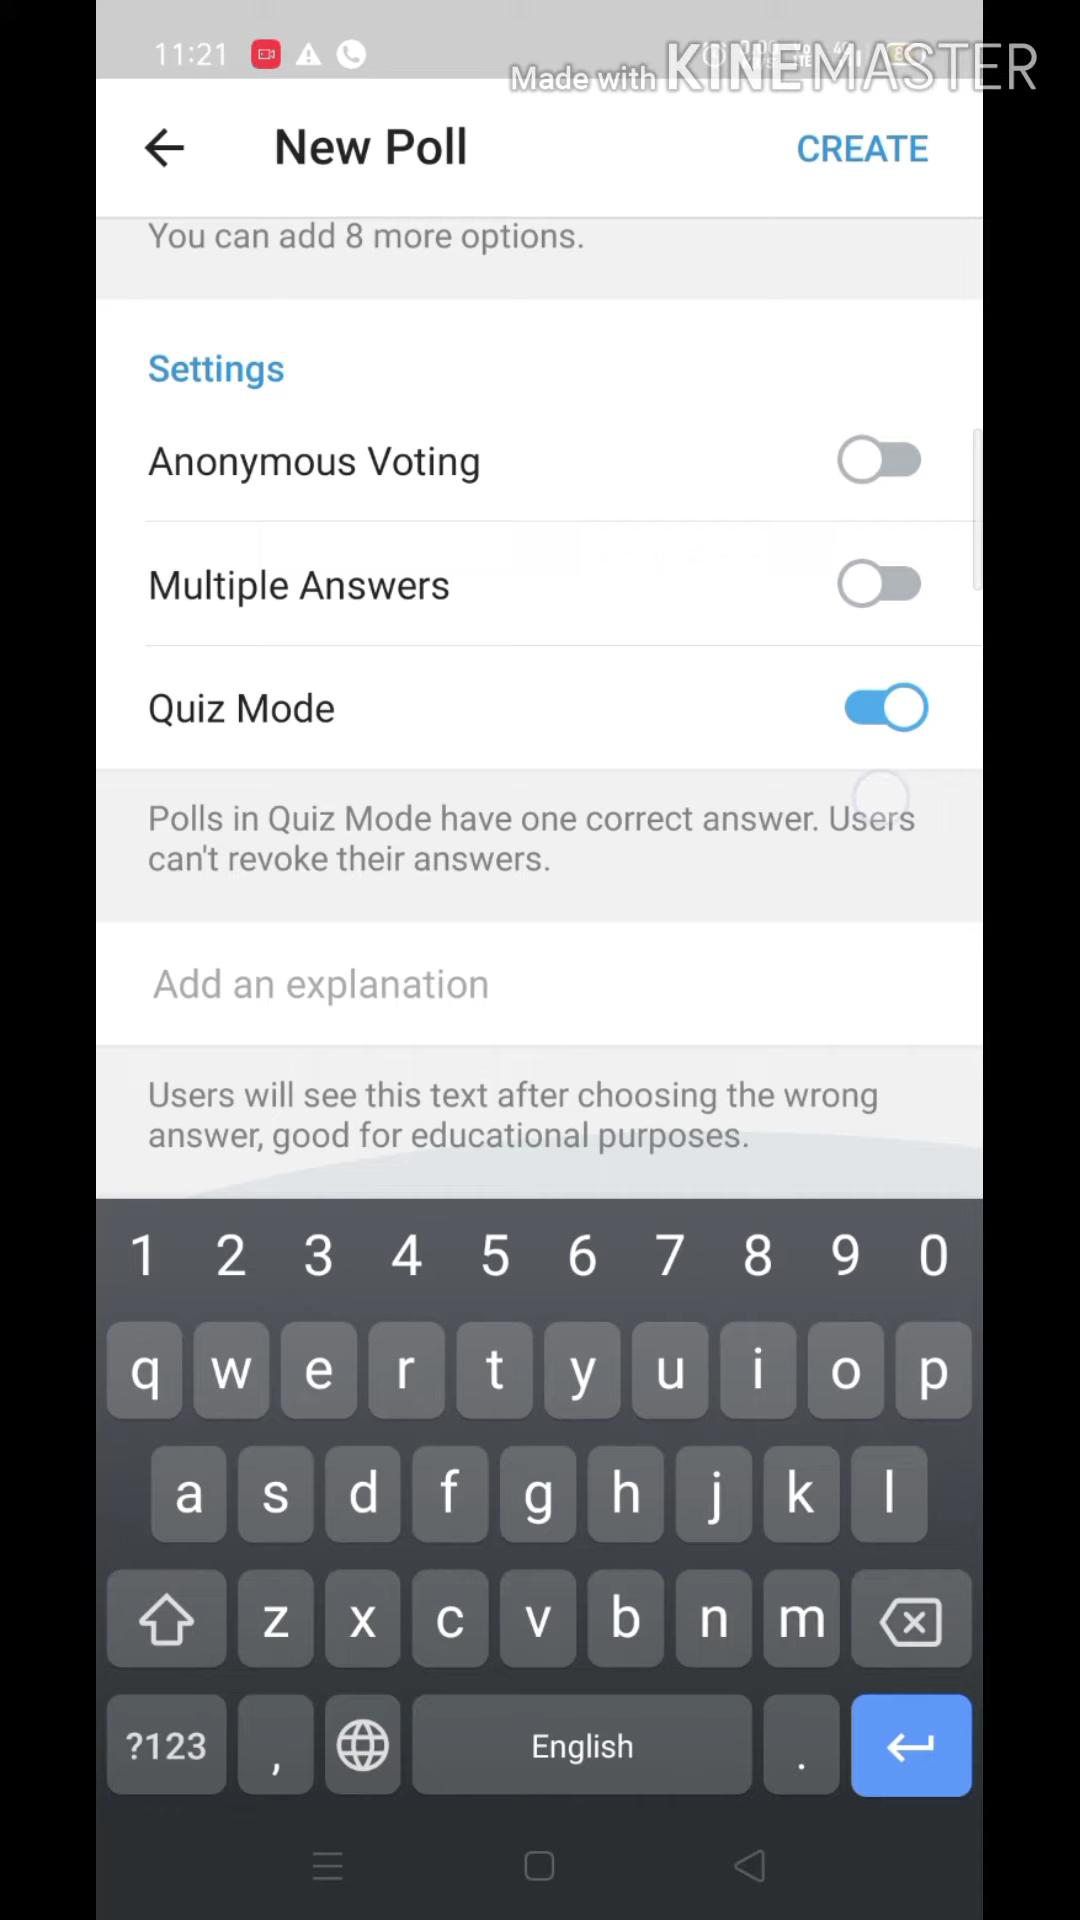 11:21
Made with KINEMASTER
New Poll
CREATE
You can add 8 more options.
Settings
Anonymous Voting
Multiple Answers
Quiz Mode
Polls in Quiz Mode have one correct answer. Users
can't revoke their answers.
Add an explanation
Users will see this text after choosing the wrong
answer, good for educational purposes.
1 2 3 4 5 6 7 8 9 0
q w e r t y u i o p
a s d f g h j k l
z x c v b n m
?123 , English .